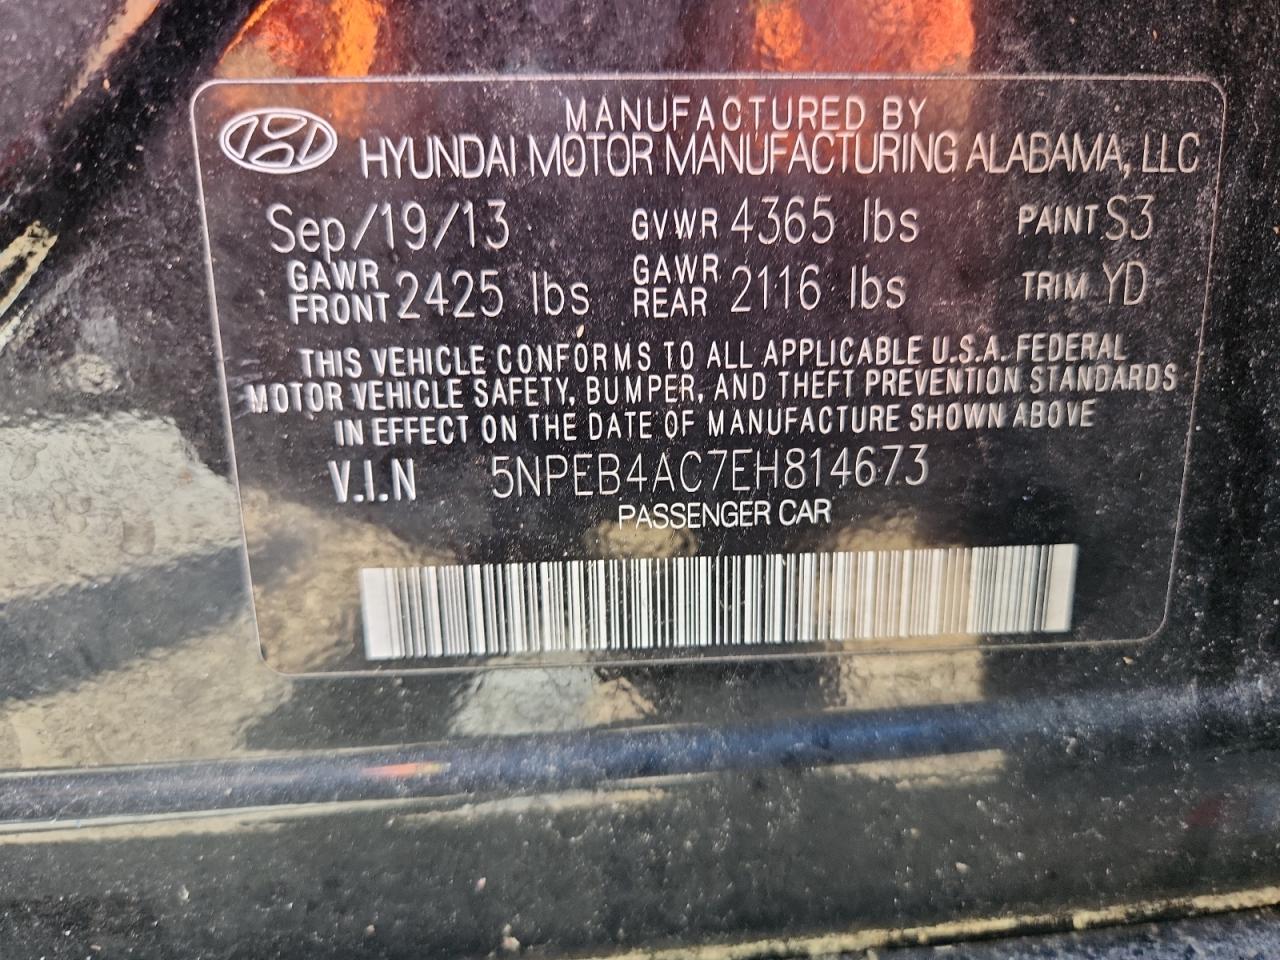 MANUFACTURED BY
HYUNDAI MOTOR MANUFACTURING ALABAMA, LLC
Sep/19/13 GVWR 4365 lbs PAINT S3
GAWR FRONT 2425 lbs GAWR REAR 2116 lbs TRIM YD
THIS VEHICLE CONFORMS TO ALL APPLICABLE U.S.A. FEDERAL
MOTOR VEHICLE SAFETY, BUMPER, AND THEFT PREVENTION STANDARDS
IN EFFECT ON THE DATE OF MANUFACTURE SHOWN ABOVE
V.I.N 5NPEB4AC7EH814673
PASSENGER CAR